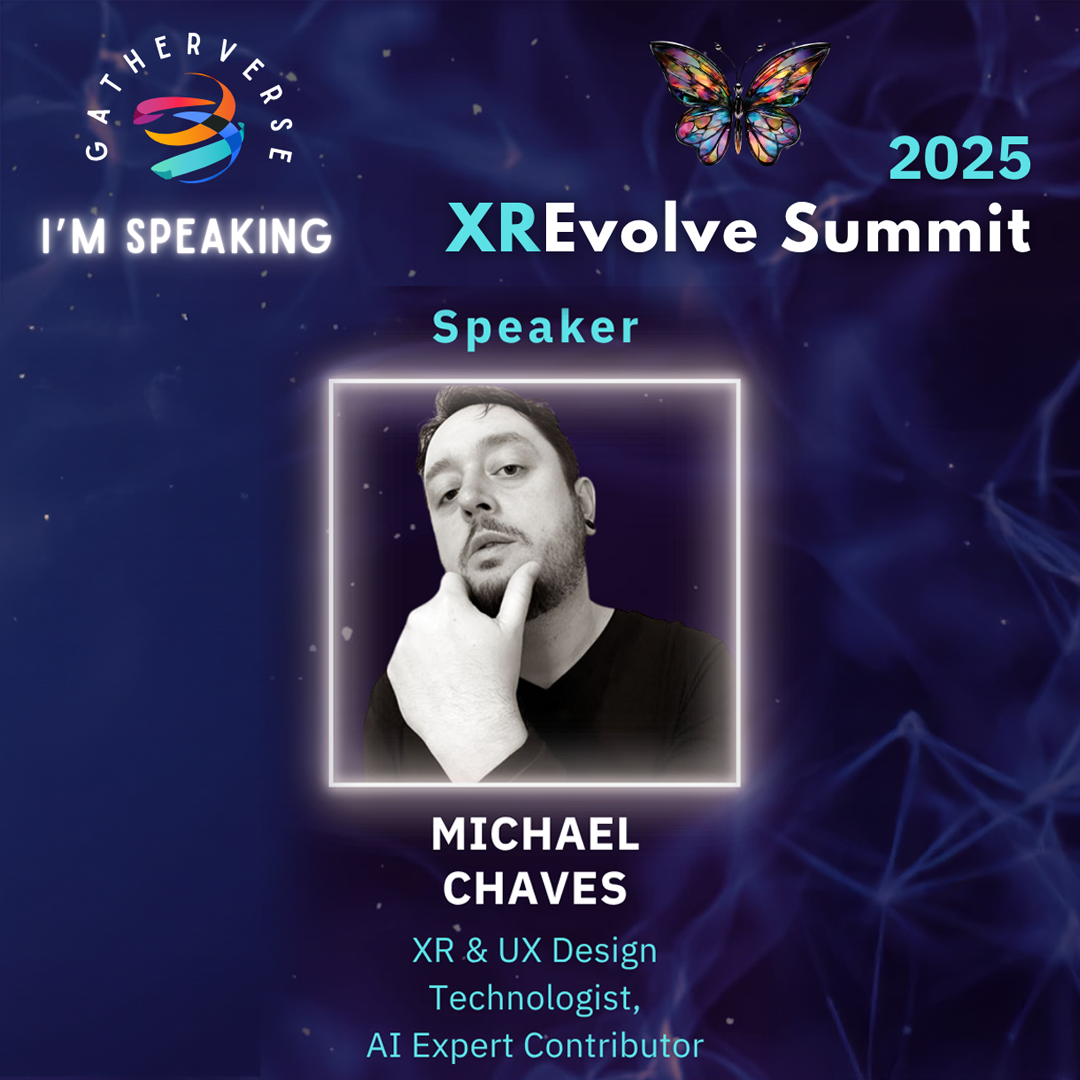 GATHERVERSE
I'M SPEAKING
2025
XREvolve Summit
Speaker
MICHAEL
CHAVES
XR & UX Design
Technologist,
AI Expert Contributor